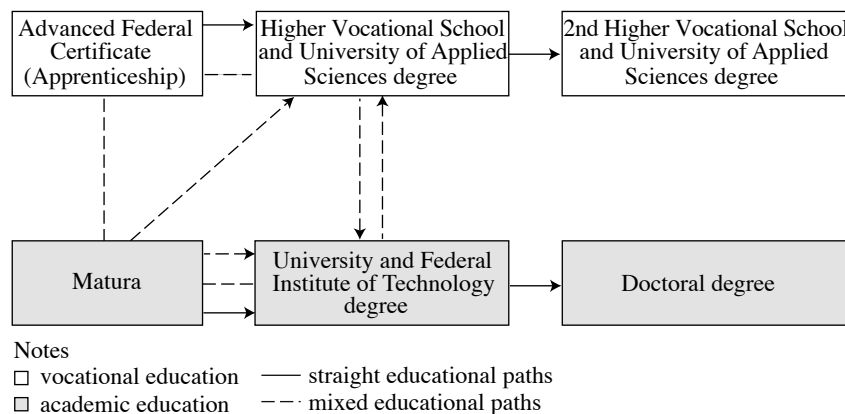 Advanced Federal
Certificate
(Apprenticeship)
Higher Vocational School
and University of Applied
Sciences degree
2nd Higher Vocational School
and University of Applied
Sciences degree
Matura
University and Federal
Institute of Technology
degree
Doctoral degree
Notes
vocational education
straight educational paths
academic education
mixed educational paths